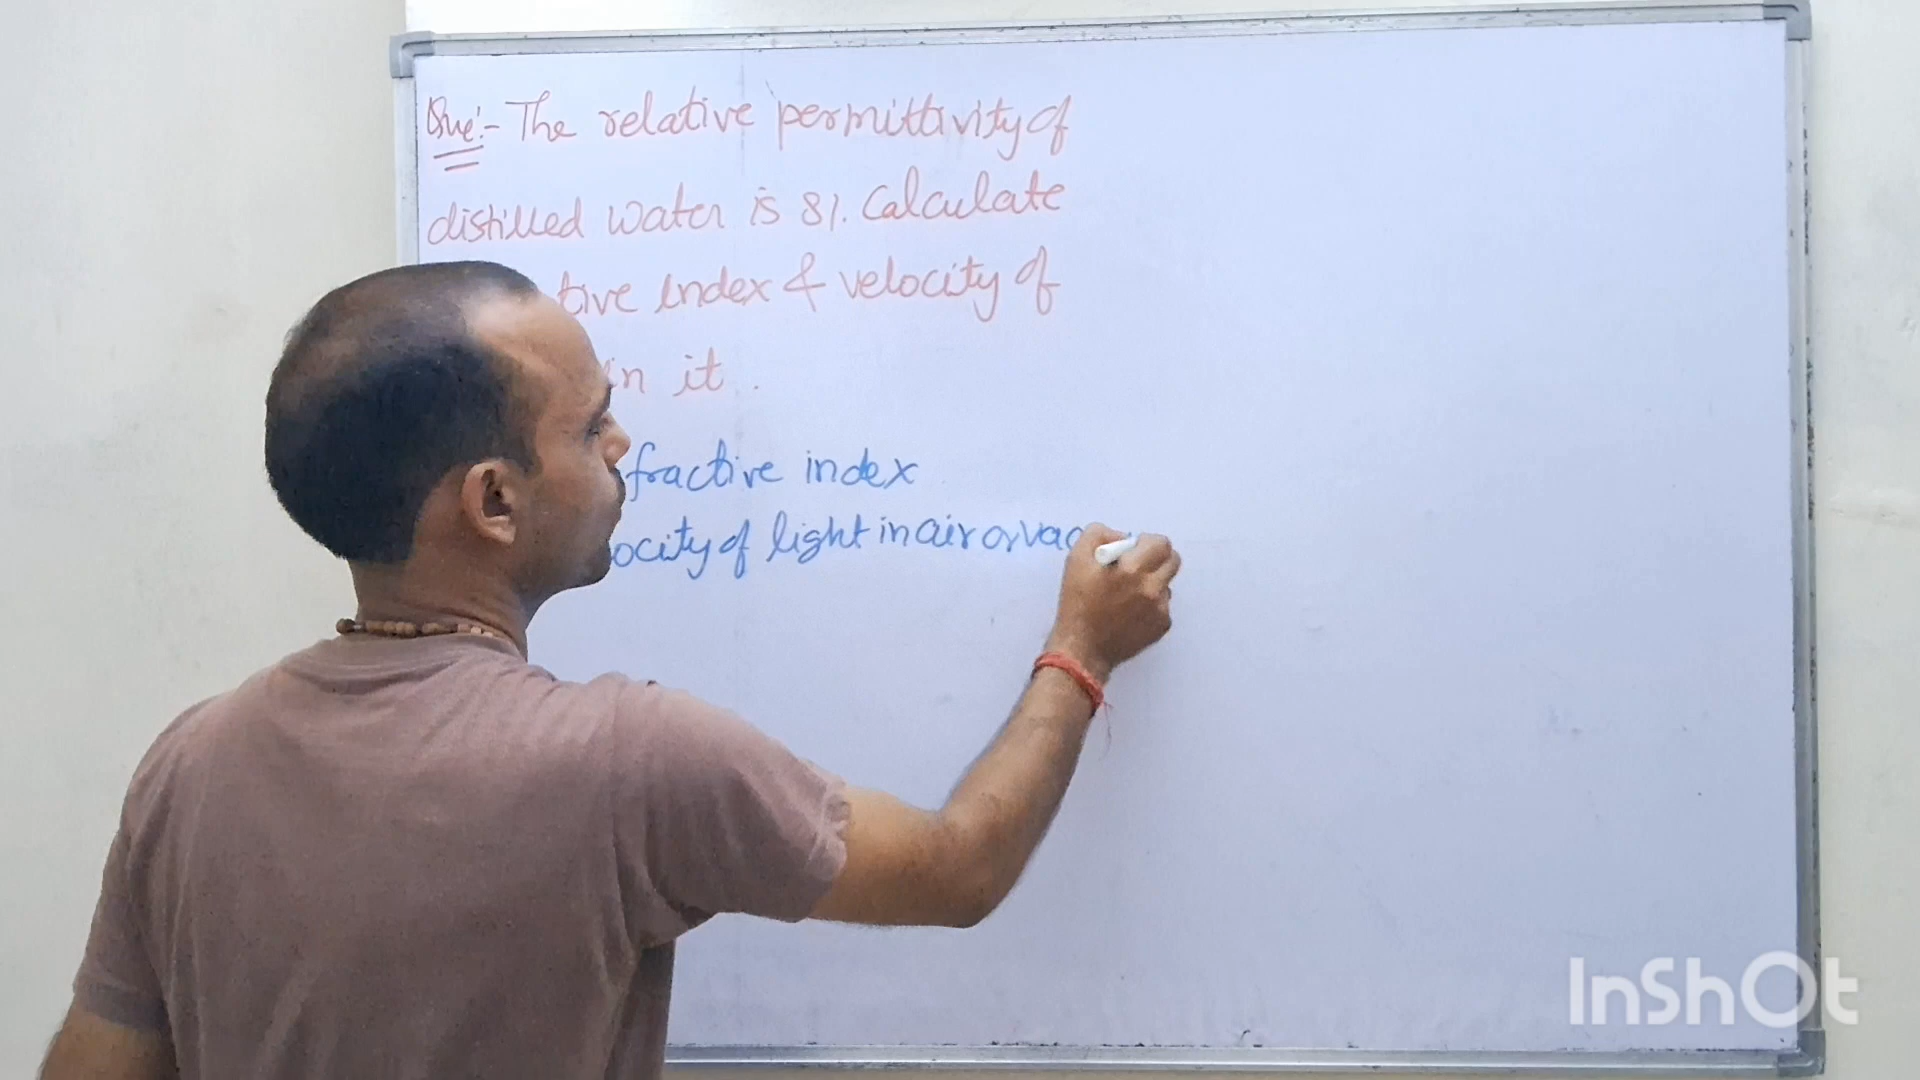 Que:- The relative permittivity of
distilled water is 81. Calculate
tive index & velocity of
in it.
fractive index
ocity of light in air or vac
InShOt